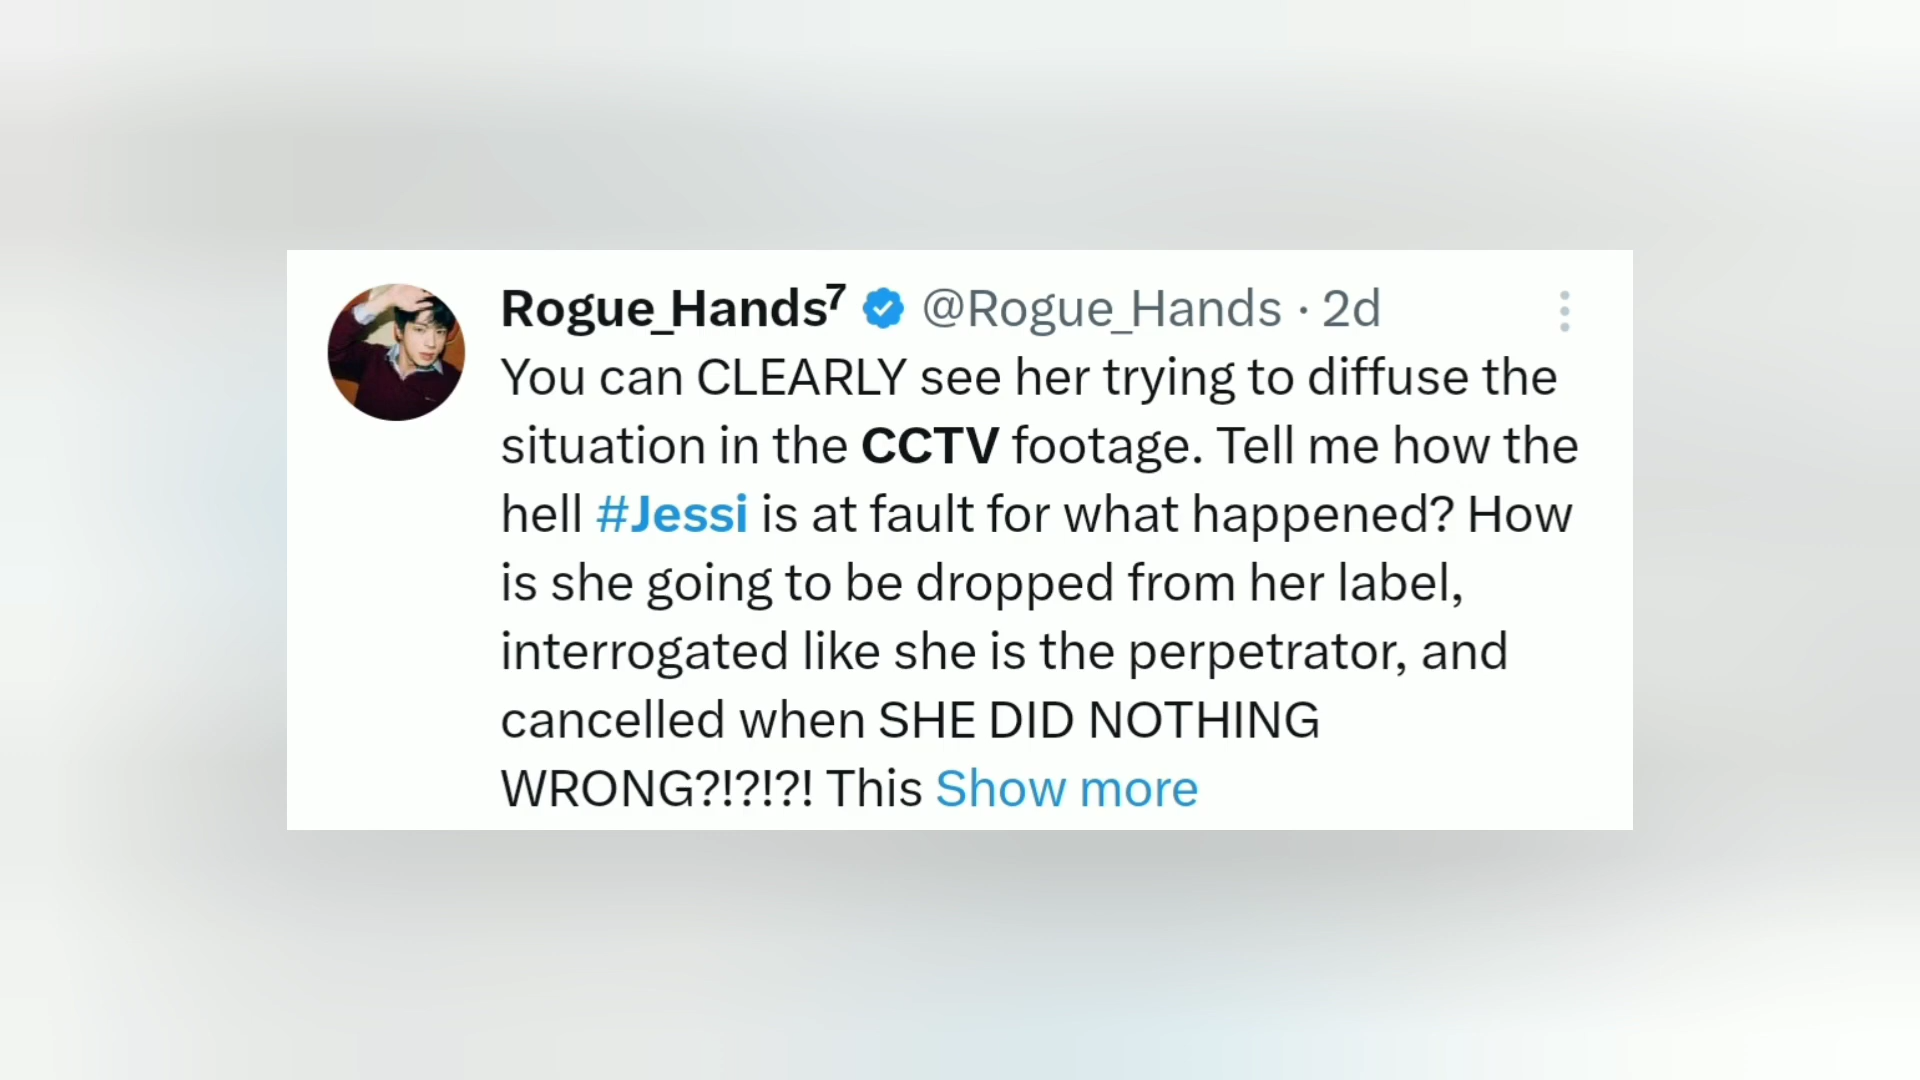 Rogue_Hands⁷ @Rogue_Hands · 2d
You can CLEARLY see her trying to diffuse the
situation in the CCTV footage. Tell me how the
hell #Jessi is at fault for what happened? How
is she going to be dropped from her label,
interrogated like she is the perpetrator, and
cancelled when SHE DID NOTHING
WRONG?!?!?! This Show more